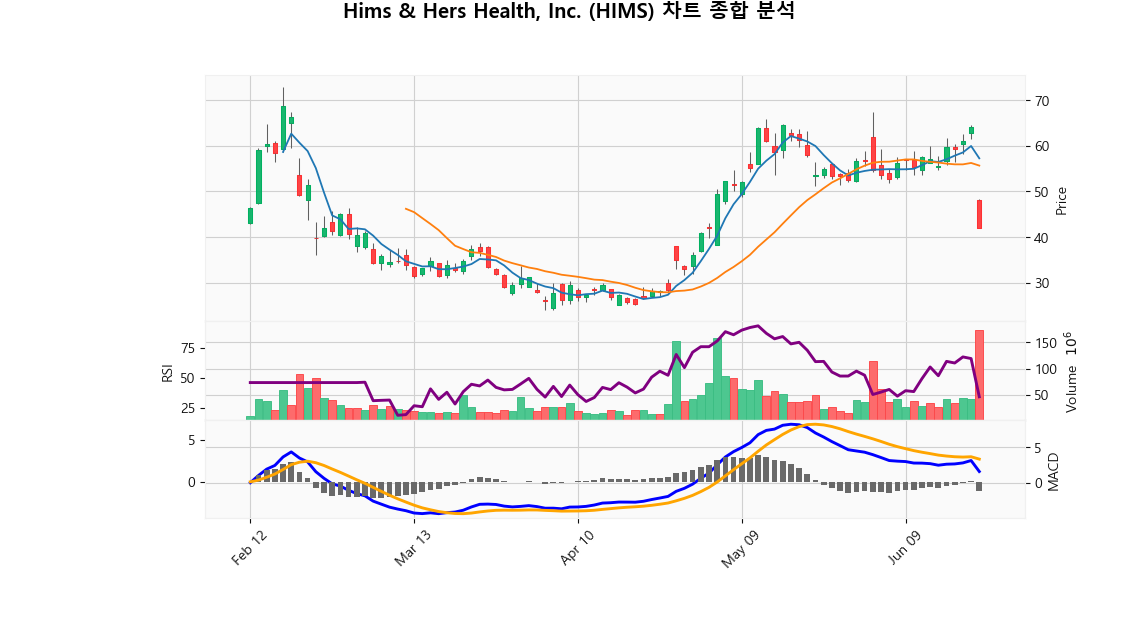 Hims & Hers Health, Inc. (HIMS) 차트 종합 분석
70
60
50
40
30
Price
75
50
25
RSI
150
100
50
Volume 10⁶
5
0
5
0
MACD
Feb 12
Mar 13
Apr 10
May 09
Jun 09